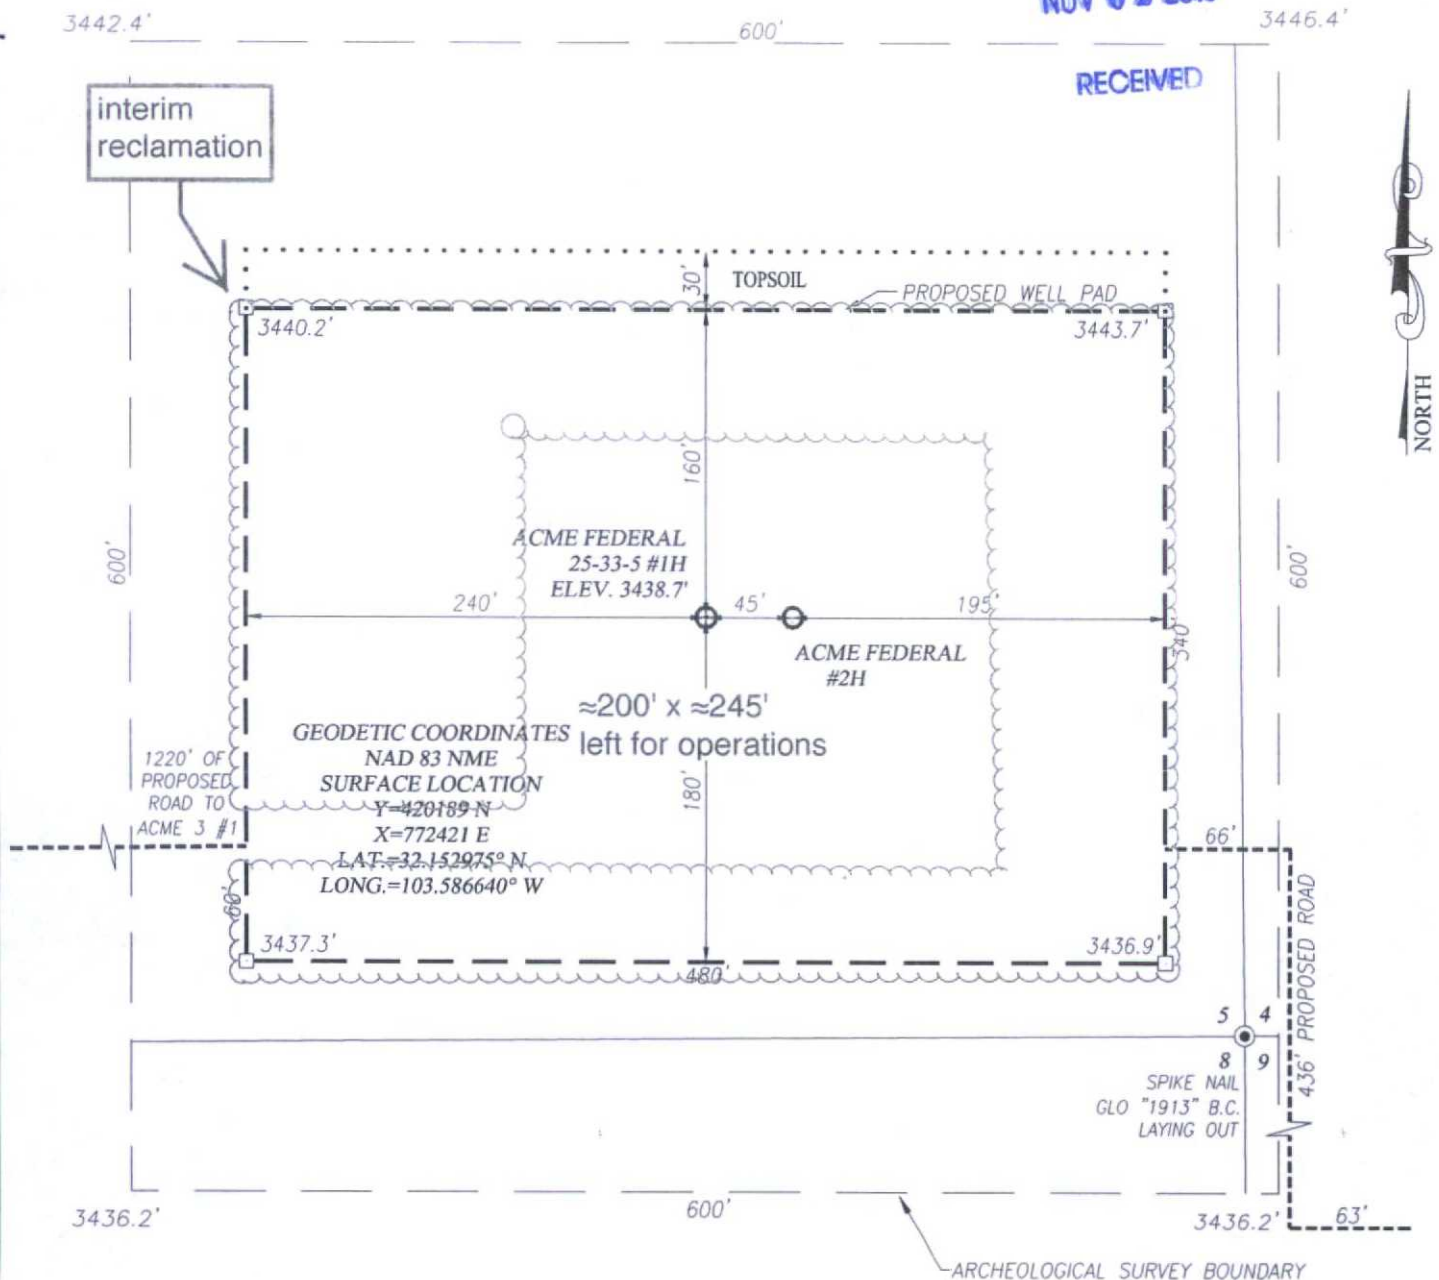 3442.4'
600'
3446.4'
RECEIVED
interim
reclamation
30'
TOPSOIL
PROPOSED WELL PAD
3440.2'
3443.7'
NORTH
160'
600'
ACME FEDERAL
25-33-5 #1H
ELEV. 3438.7'
600'
240'
45'
195'
340'
ACME FEDERAL
#2H
≈200' x ≈245'
left for operations
GEODETIC COORDINATES
NAD 83 NME
SURFACE LOCATION
Y=420189 N
X=772421 E
LAT.=32.152975° N
LONG.=103.586640° W
180'
1220' OF
PROPOSED
ROAD TO
ACME 3 #1
66'
60'
3437.3'
3436.9'
480'
436' PROPOSED ROAD
5 4
8 9
SPIKE NAIL
GLO "1913" B.C.
LAYING OUT
3436.2'
600'
3436.2'
63'
ARCHEOLOGICAL SURVEY BOUNDARY